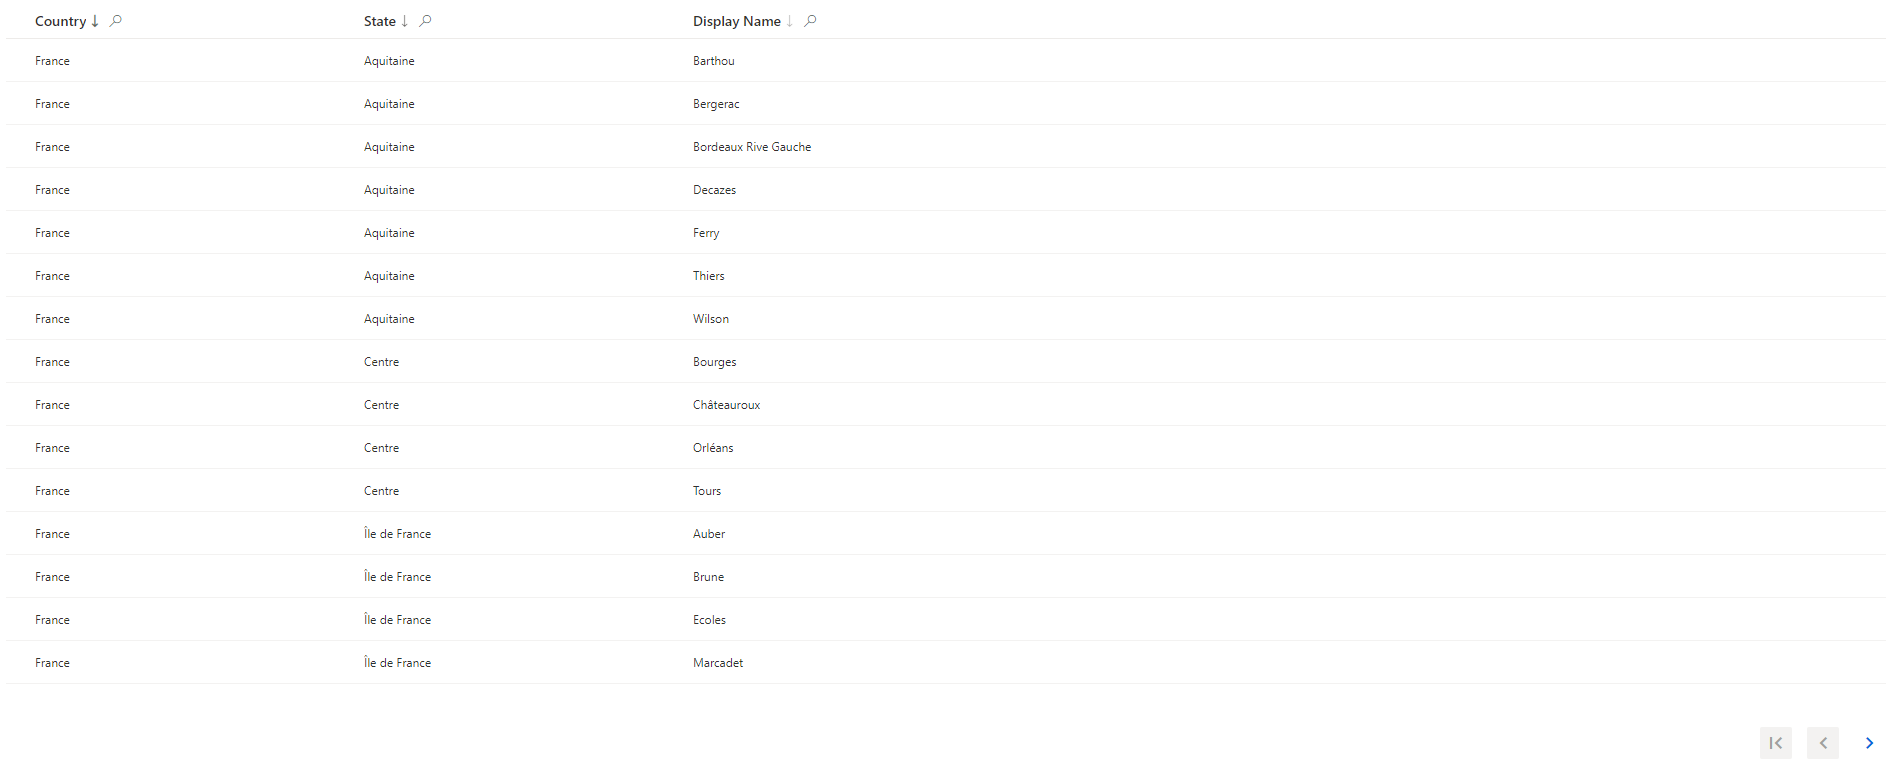 Country State Display Name
France Aquitaine Barthou
France Aquitaine Bergerac
France Aquitaine Bordeaux Rive Gauche
France Aquitaine Decazes
France Aquitaine Ferry
France Aquitaine Thiers
France Aquitaine Wilson
France Centre Bourges
France Centre Châteauroux
France Centre Orléans
France Centre Tours
France Île de France Auber
France Île de France Brune
France Île de France Ecoles
France Île de France Marcadet